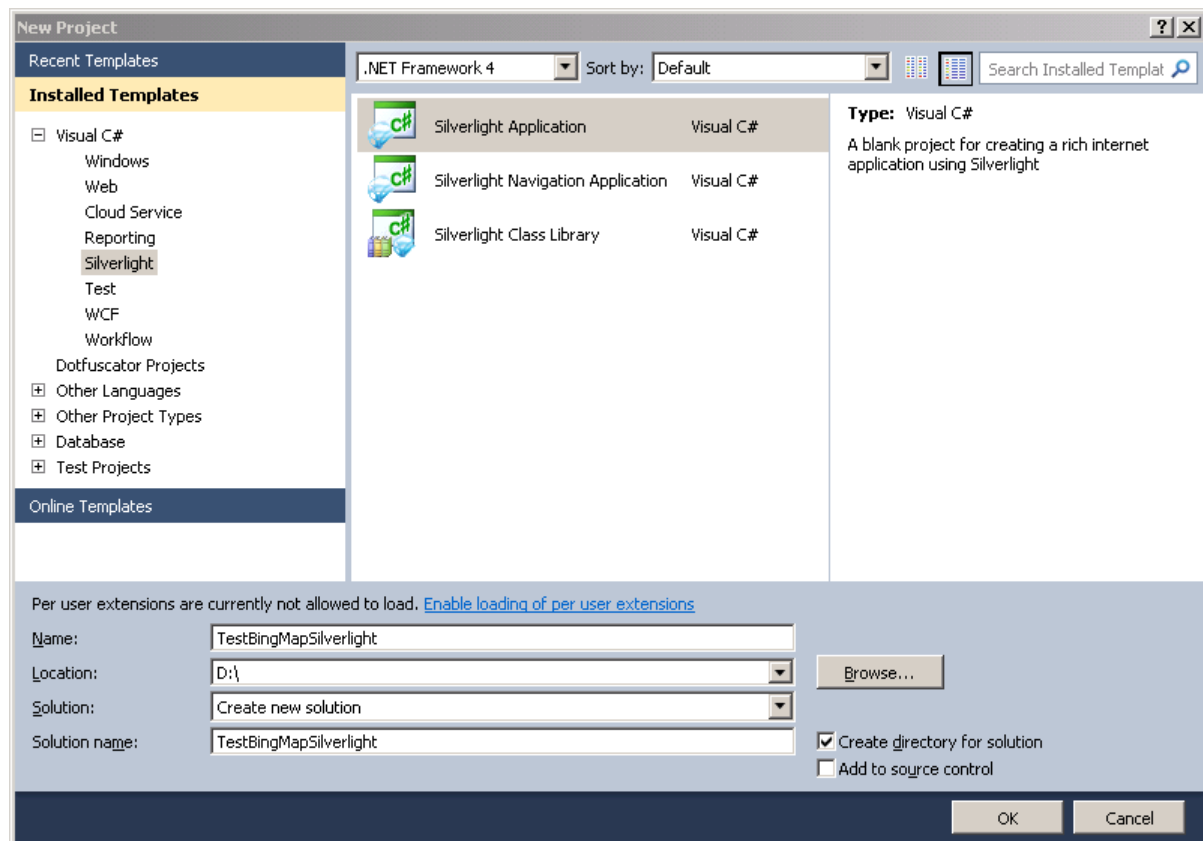 New Project
Recent Templates
Installed Templates
Visual C#
Windows
Web
Cloud Service
Reporting
Silverlight
Test
WCF
Workflow
Dotfuscator Projects
Other Languages
Other Project Types
Database
Test Projects
Online Templates
.NET Framework 4 Sort by: Default Search Installed Templat
Silverlight Application Visual C#
Silverlight Navigation Application Visual C#
Silverlight Class Library Visual C#
Type: Visual C#
A blank project for creating a rich internet
application using Silverlight
Per user extensions are currently not allowed to load. Enable loading of per user extensions
Name: TestBingMapSilverlight
Location: D:\ Browse...
Solution: Create new solution
Solution name: TestBingMapSilverlight
Create directory for solution
Add to source control
OK Cancel